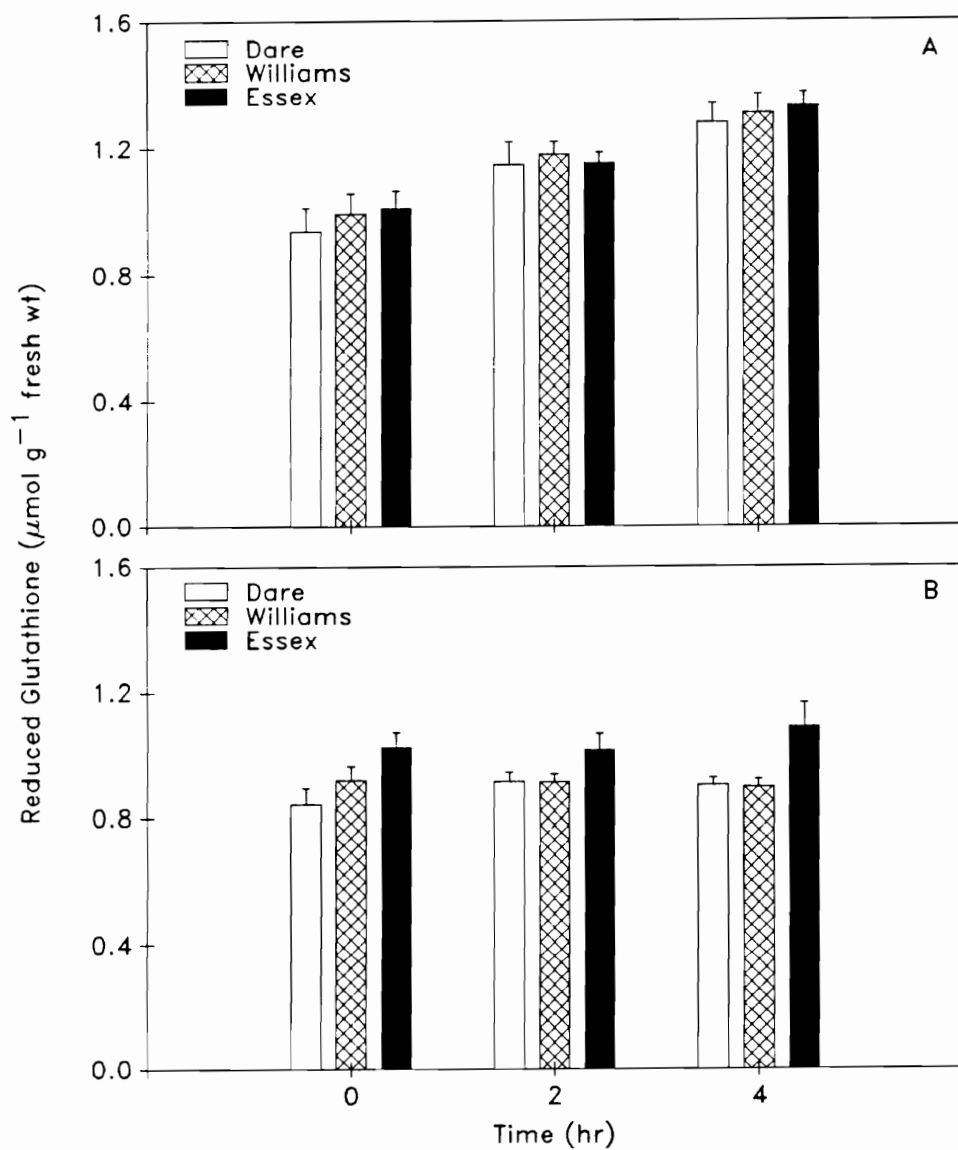 Reduced Glutathione (μmol g⁻¹ fresh wt)
1.6
1.2
0.8
0.4
0.0
Dare
Williams
Essex
A
1.6
1.2
0.8
0.4
0.0
Dare
Williams
Essex
B
0 2 4
Time (hr)